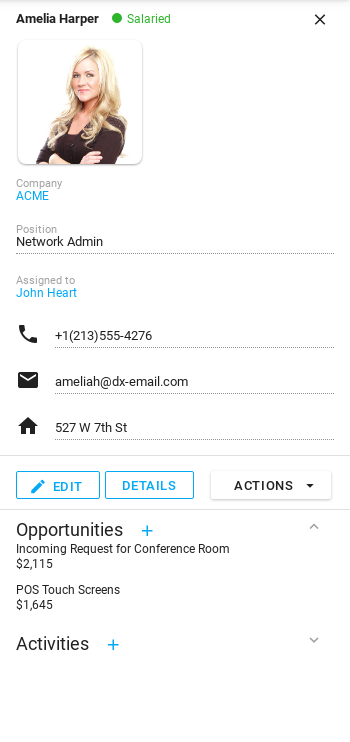 Amelia Harper
Salaried
Company
ACME
Position
Network Admin
Assigned to
John Heart
+1(213)555-4276
ameliah@dx-email.com
527 W 7th St
EDIT
DETAILS
ACTIONS
Opportunities
Incoming Request for Conference Room
$2,115
POS Touch Screens
$1,645
Activities